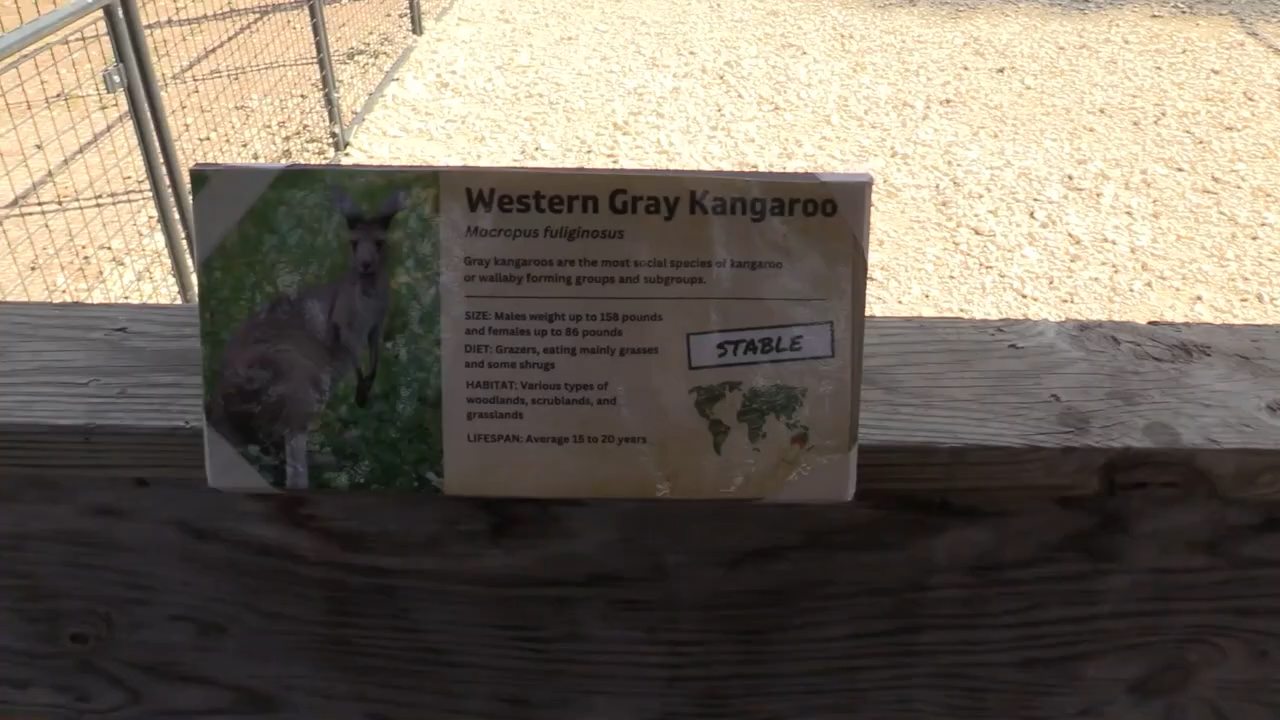 Western Gray Kangaroo
Macropus fuliginosus
Gray kangaroos are the most social species of kangaroo
or wallaby forming groups and subgroups.
SIZE: Males weight up to 158 pounds
and females up to 86 pounds
DIET: Grazers, eating mainly grasses
and some shrugs
HABITAT: Various types of
woodlands, scrublands, and
grasslands
LIFESPAN: Average 15 to 20 years
STABLE